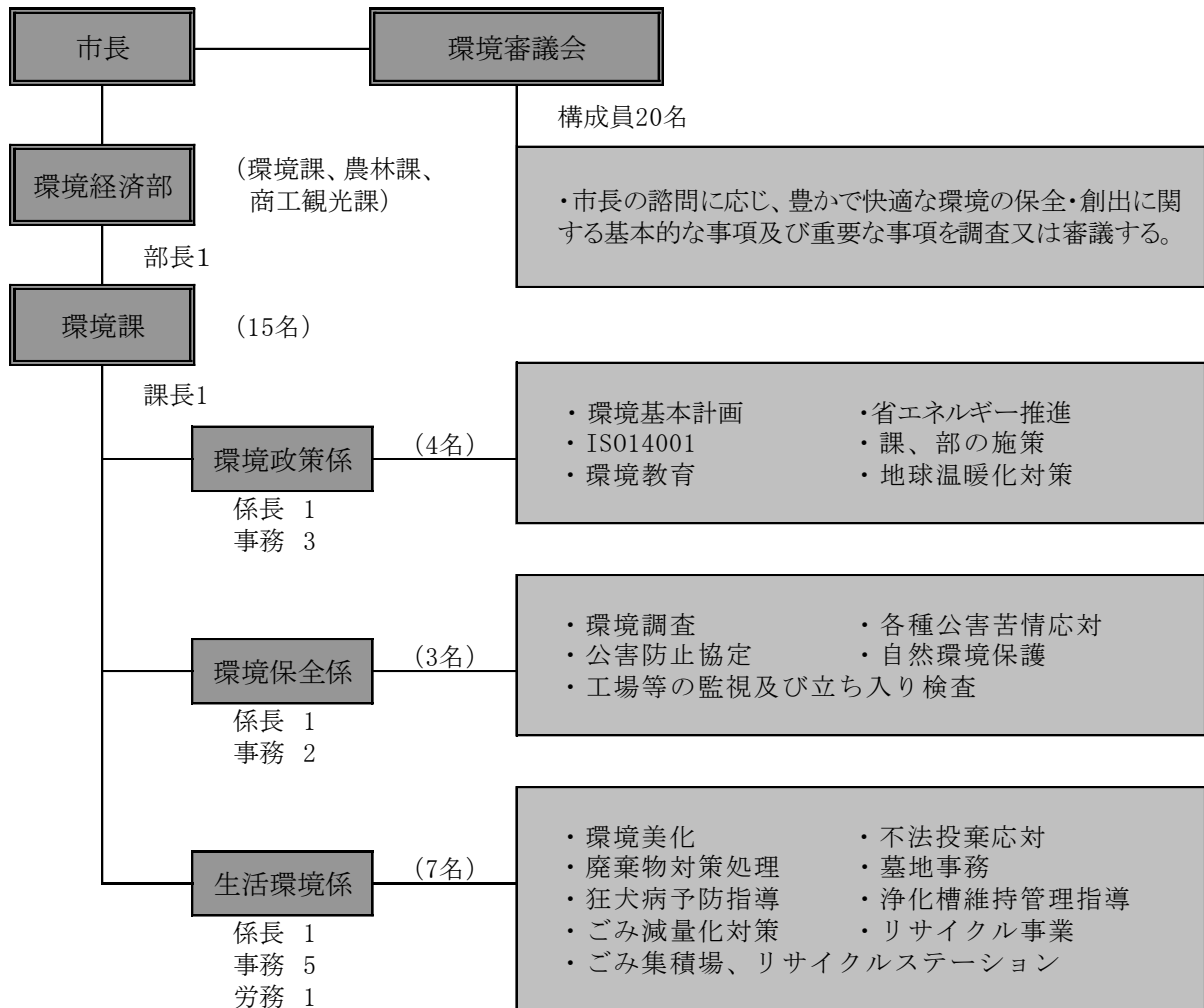 市長
環境審議会
構成員20名
環境経済部
(環境課、農林課、
商工観光課)
・市長の諮問に応じ、豊かで快適な環境の保全・創出に関
する基本的な事項及び重要な事項を調査又は審議する。
部長1
環境課
(15名)
課長1
環境政策係
(4名)
係長 1
事務 3
・環境基本計画 ・省エネルギー推進
・ISO14001 ・課、部の施策
・環境教育 ・地球温暖化対策
環境保全係
(3名)
係長 1
事務 2
・環境調査 ・各種公害苦情応対
・公害防止協定 ・自然環境保護
・工場等の監視及び立ち入り検査
生活環境係
(7名)
係長 1
事務 5
労務 1
・環境美化 ・不法投棄応対
・廃棄物対策処理 ・墓地事務
・狂犬病予防指導 ・浄化槽維持管理指導
・ごみ減量化対策 ・リサイクル事業
・ごみ集積場、リサイクルステーション